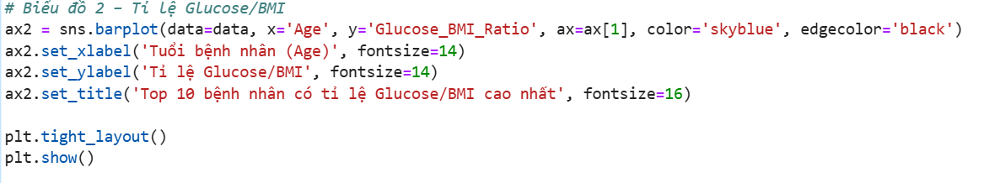 # Biểu đồ 2 – Tỉ lệ Glucose/BMI
ax2 = sns.barplot(data=data, x='Age', y='Glucose_BMI_Ratio', ax=ax[1], color='skyblue', edgecolor='black')
ax2.set_xlabel('Tuổi bệnh nhân (Age)', fontsize=14)
ax2.set_ylabel('Tỉ lệ Glucose/BMI', fontsize=14)
ax2.set_title('Top 10 bệnh nhân có tỉ lệ Glucose/BMI cao nhất', fontsize=16)
plt.tight_layout()
plt.show()